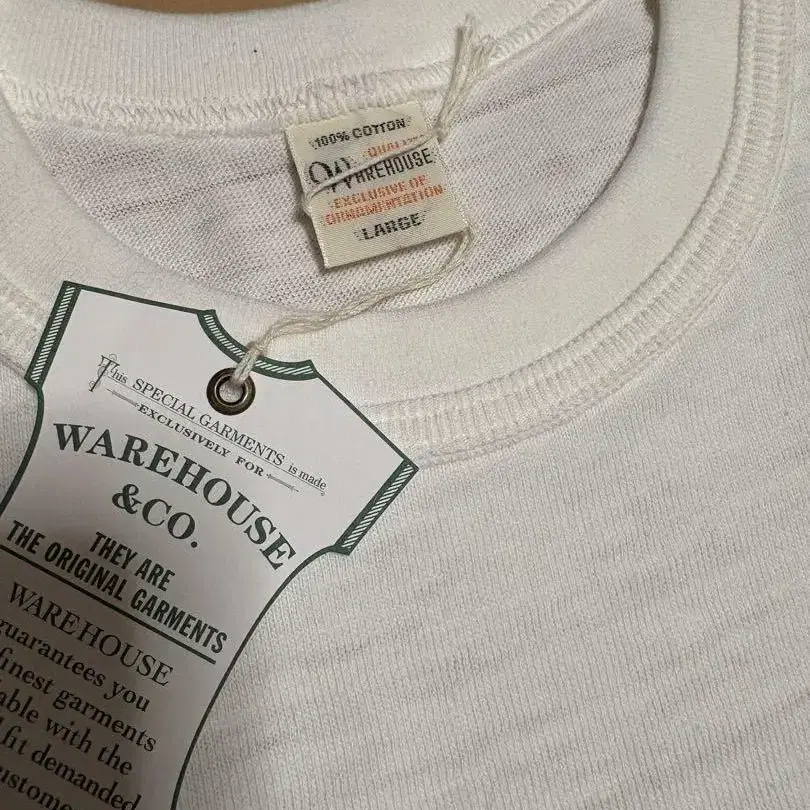 100% COTTON
WAREHOUSE
EXCLUSIVE OF
ORNAMENTATION
LARGE
This SPECIAL GARMENTS is made
EXCLUSIVELY FOR
WAREHOUSE
&CO.
THEY ARE
THE ORIGINAL GARMENTS
WAREHOUSE
guarantees you
finest garments
with the
fit demanded